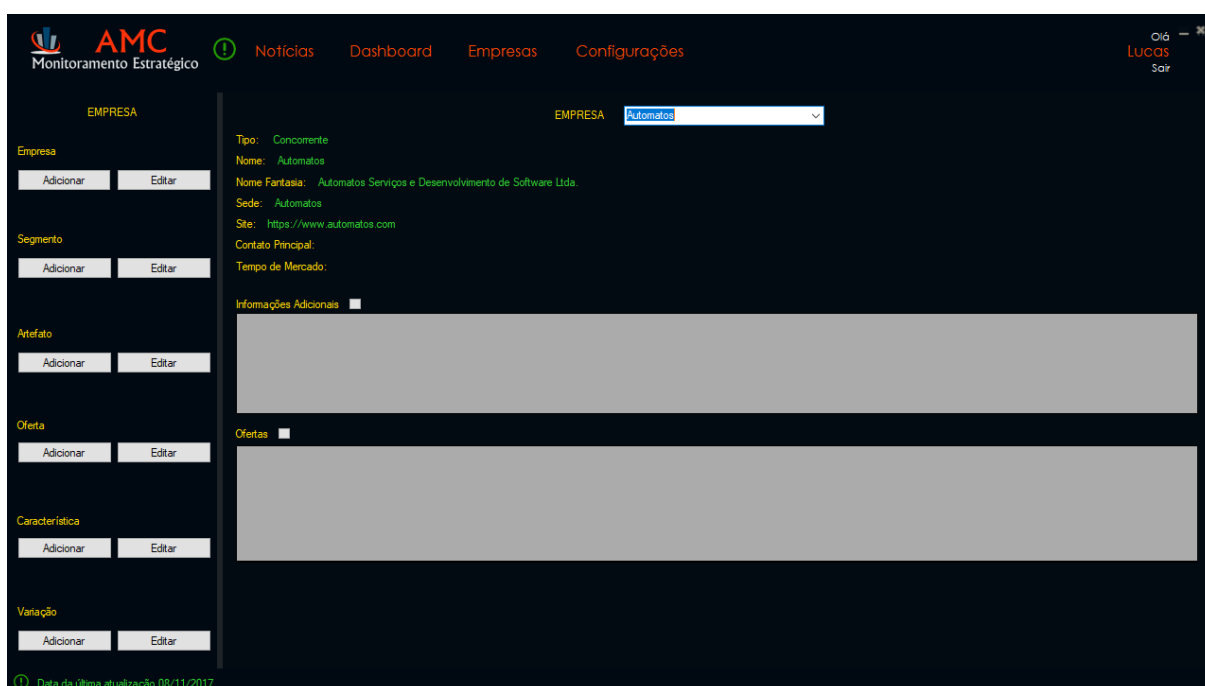 AMC
Monitoramento Estratégico
Notícias Dashboard Empresas Configurações
Olá
Lucas
Sair
EMPRESA
Empresa
Adicionar Editar
Segmento
Adicionar Editar
Artefato
Adicionar Editar
Oferta
Adicionar Editar
Característica
Adicionar Editar
Variação
Adicionar Editar
EMPRESA Automatos
Tipo: Concorrente
Nome: Automatos
Nome Fantasia: Automatos Serviços e Desenvolvimento de Software Ltda.
Sede: Automatos
Site: https://www.automatos.com
Contato Principal:
Tempo de Mercado:
Informações Adicionais
Ofertas
Data da última atualização 08/11/2017